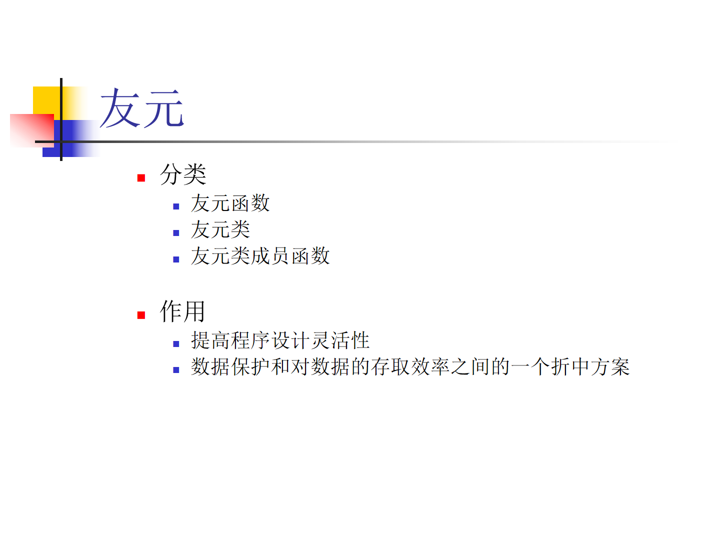 友元
分类
友元函数
友元类
友元类成员函数
作用
提高程序设计灵活性
数据保护和对数据的存取效率之间的一个折中方案